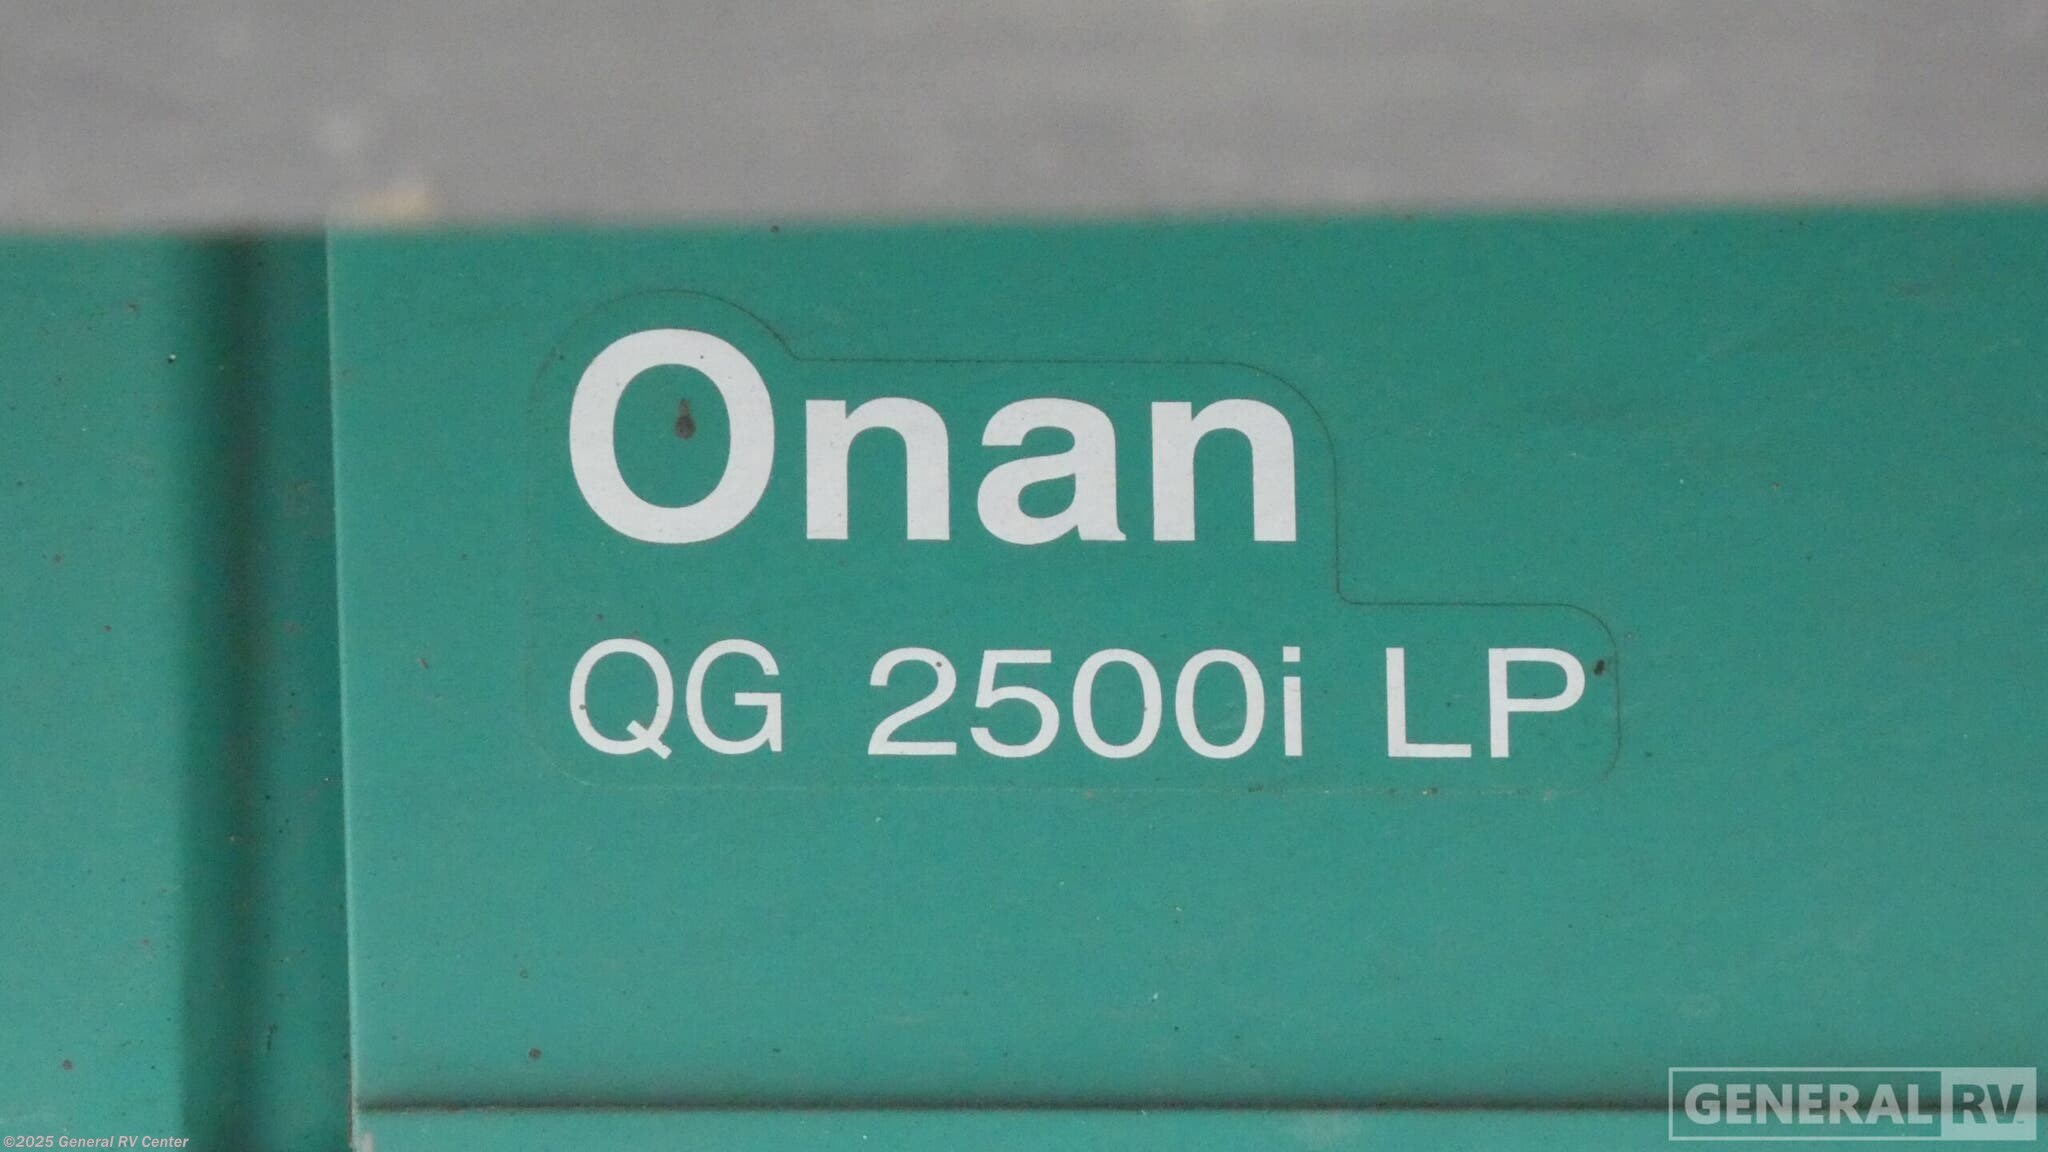 Onan
QG 2500i LP
GENERAL RV
©2025 General RV Center